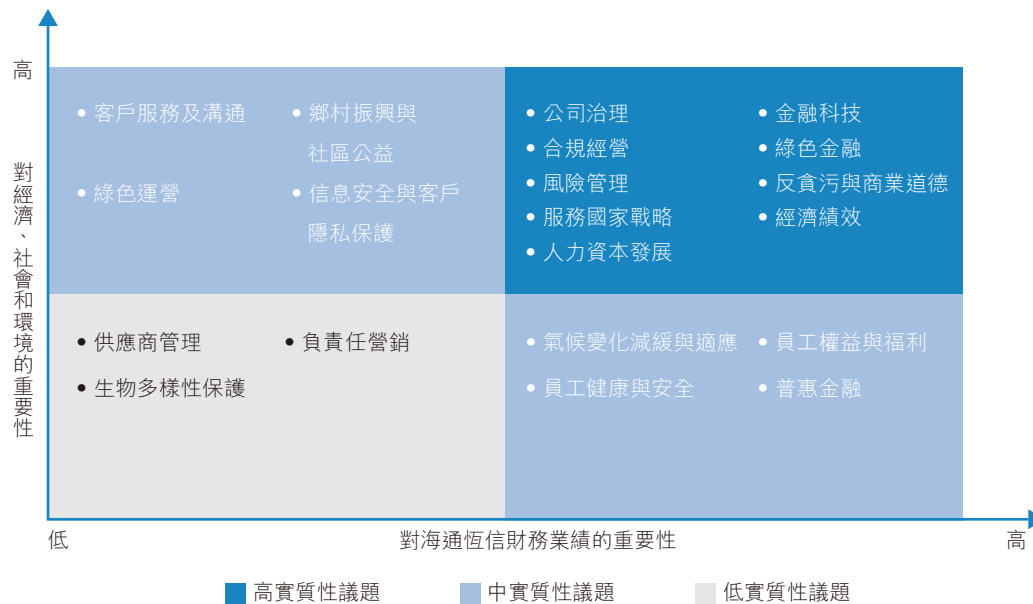 高
對經濟、社會和環境的重要性
• 客戶服務及溝通
• 綠色運營
• 鄉村振興與
社區公益
• 信息安全與客戶
隱私保護
• 公司治理
• 合規經營
• 風險管理
• 服務國家戰略
• 人力資本發展
• 金融科技
• 綠色金融
• 反貪污與商業道德
• 經濟績效
• 供應商管理
• 生物多樣性保護
• 負責任營銷
• 氣候變化減緩與適應
• 員工健康與安全
• 員工權益與福利
• 普惠金融
低
對海通恆信財務業績的重要性
高
高實質性議題
中實質性議題
低實質性議題